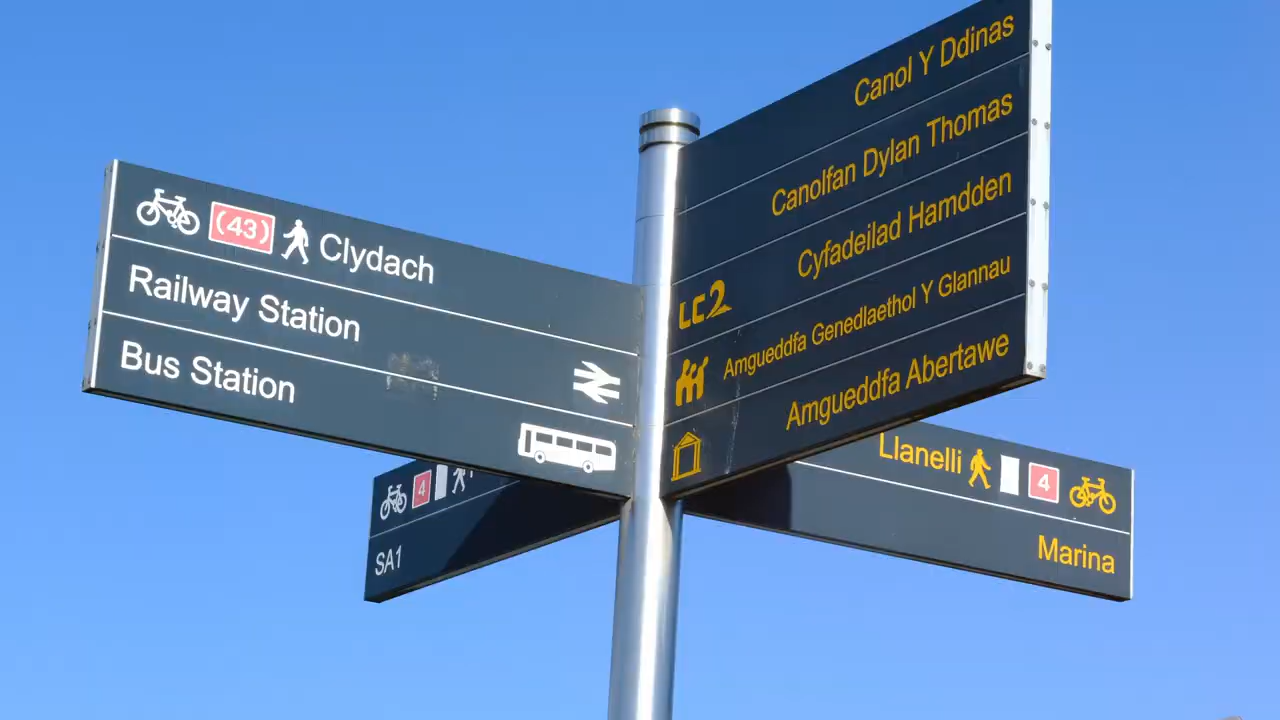 (43) Clydach
Railway Station
Bus Station
Canol Y Ddinas
Canolfan Dylan Thomas
LC2 Cyfadeilad Hamdden
Amgueddfa Genedlaethol Y Glannau
Amgueddfa Abertawe
4
SA1
Llanelli 4
Marina